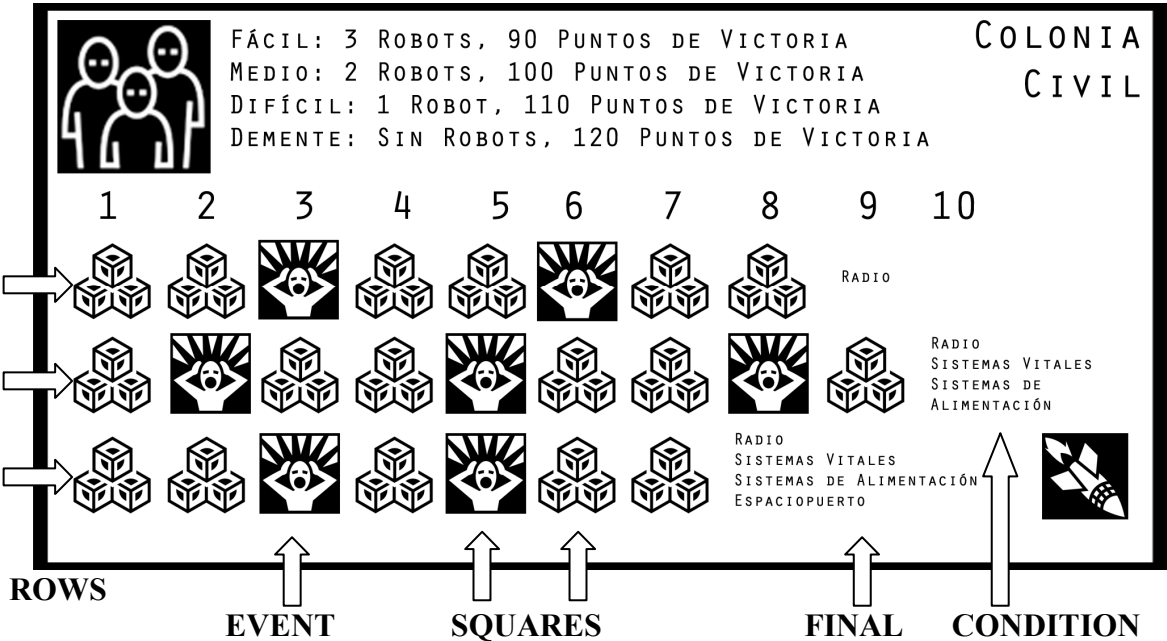 FÁCIL: 3 ROBOTS, 90 PUNTOS DE VICTORIA
MEDIO: 2 ROBOTS, 100 PUNTOS DE VICTORIA
DIFÍCIL: 1 ROBOT, 110 PUNTOS DE VICTORIA
DEMENTE: SIN ROBOTS, 120 PUNTOS DE VICTORIA
COLONIA
CIVIL
1 2 3 4 5 6 7 8 9 10
RADIO
RADIO
SISTEMAS VITALES
SISTEMAS DE
ALIMENTACIÓN
RADIO
SISTEMAS VITALES
SISTEMAS DE ALIMENTACIÓN
ESPACIOPUERTO
ROWS
EVENT SQUARES FINAL CONDITION